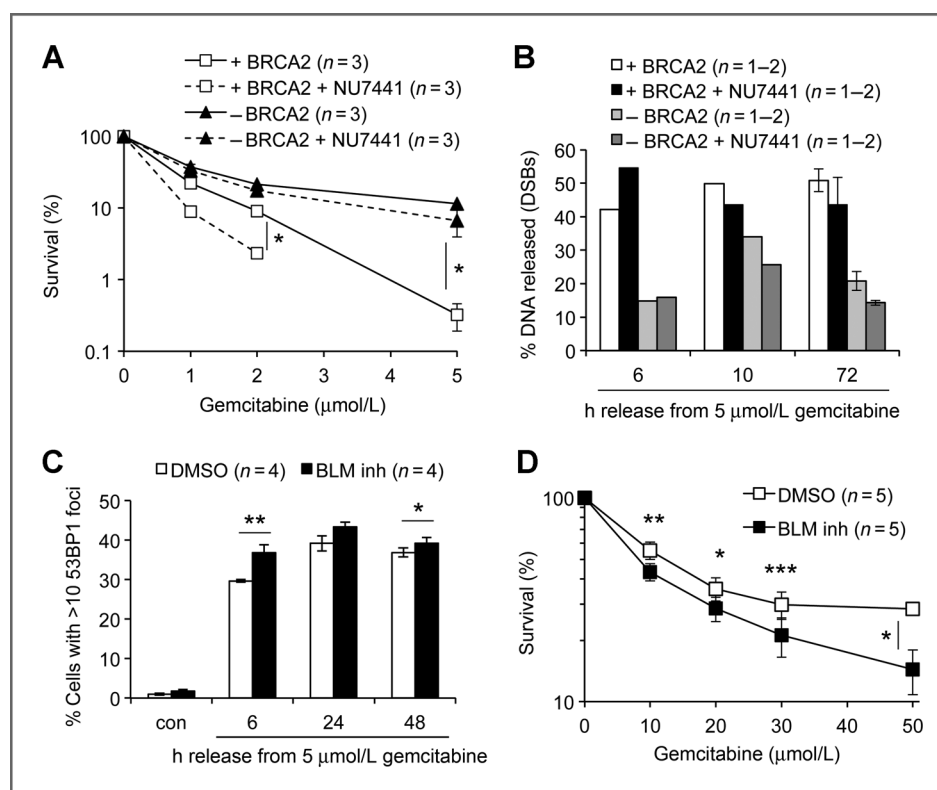 A
+ BRCA2 (n = 3)
+ BRCA2 + NU7441 (n = 3)
– BRCA2 (n = 3)
– BRCA2 + NU7441 (n = 3)
Survival (%)
100
10
1
0.1
*
*
0 1 2 3 4 5
Gemcitabine (μmol/L)
B
+ BRCA2 (n = 1–2)
+ BRCA2 + NU7441 (n = 1–2)
– BRCA2 (n = 1–2)
– BRCA2 + NU7441 (n = 1–2)
% DNA released (DSBs)
60
50
40
30
20
10
0
6 10 72
h release from 5 μmol/L gemcitabine
C
DMSO (n = 4) BLM inh (n = 4)
% Cells with >10 53BP1 foci
50
40
30
20
10
0
** *
con 6 24 48
h release from 5 μmol/L gemcitabine
D
DMSO (n = 5)
BLM inh (n = 5)
Survival (%)
100
10
** * ***
*
0 10 20 30 40 50
Gemcitabine (μmol/L)